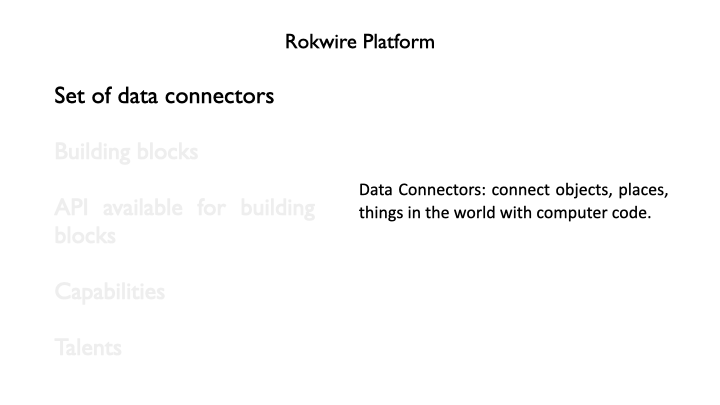 Rokwire Platform
Set of data connectors
Building blocks
API available for building
blocks
Capabilities
Talents
Data Connectors: connect objects, places,
things in the world with computer code.